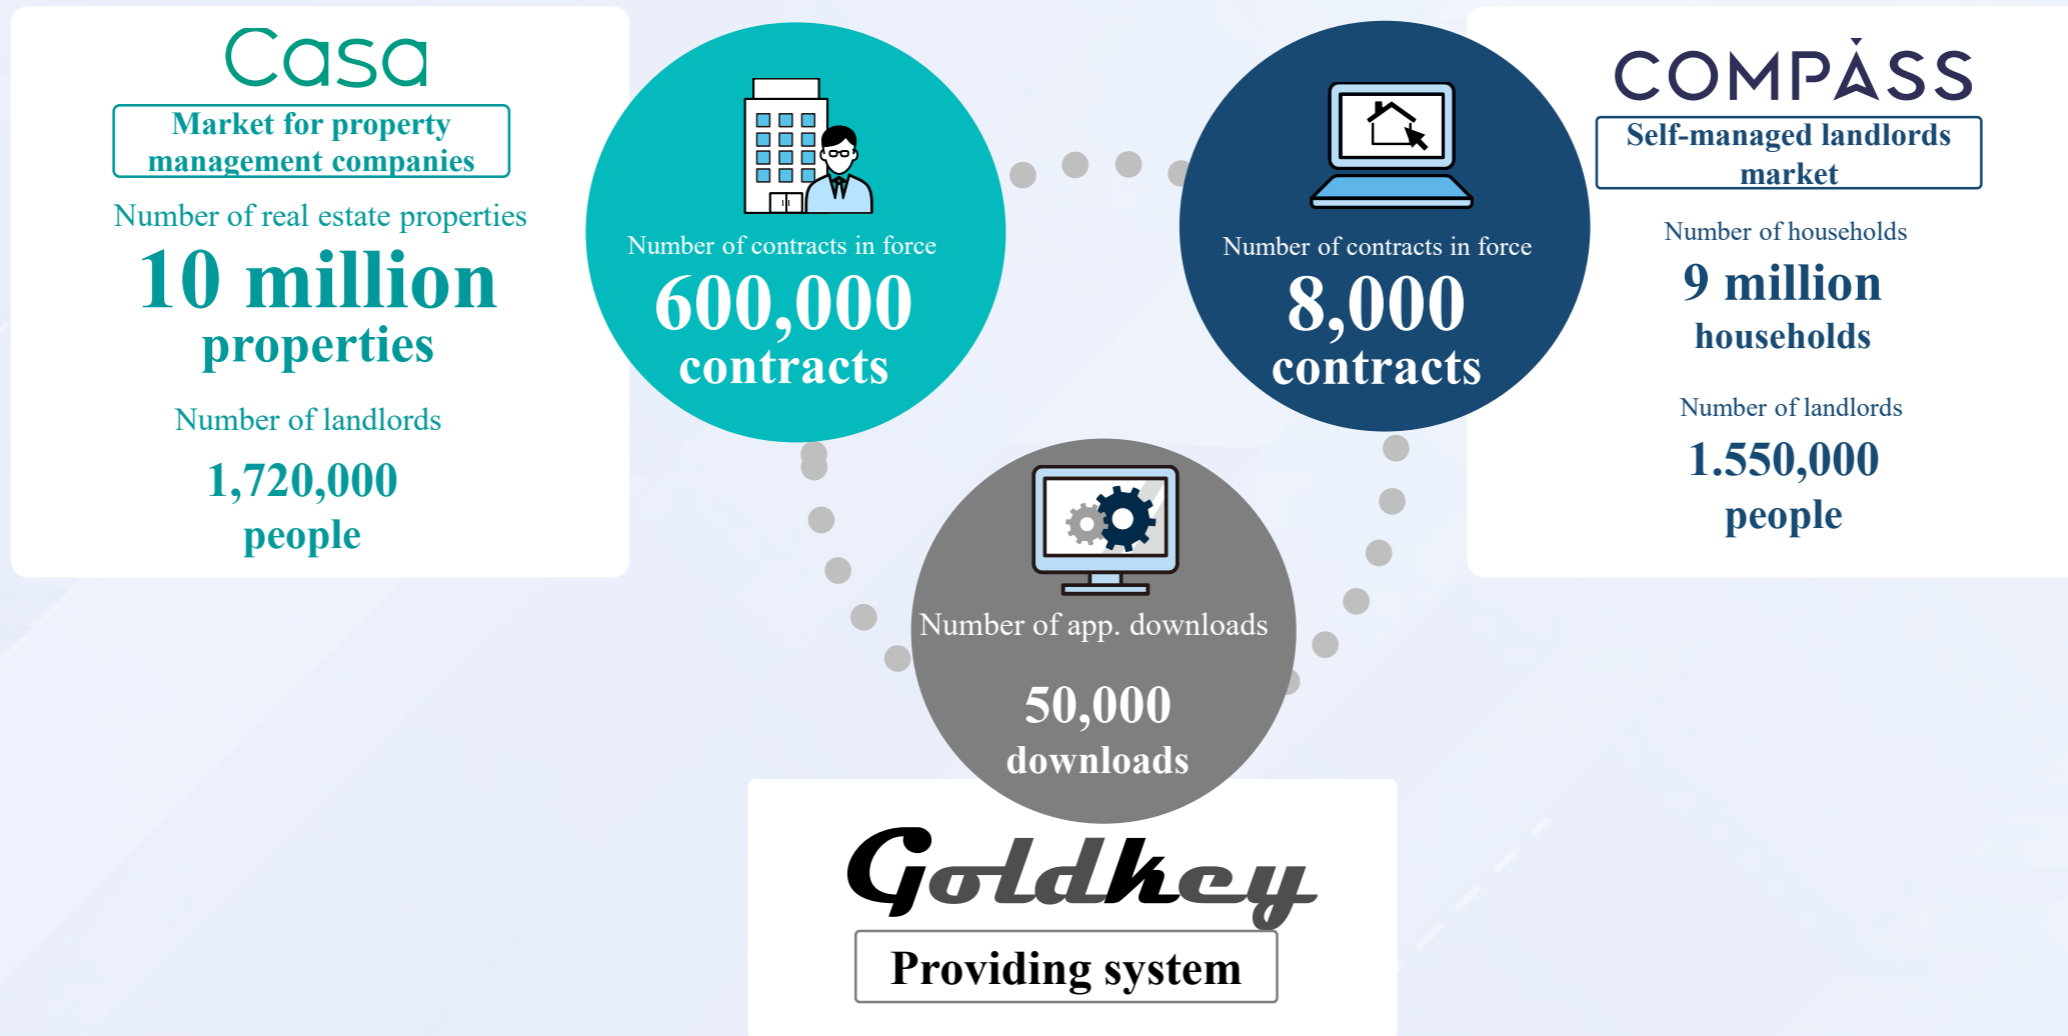 Casa
Market for property
management companies
Number of real estate properties
10 million
properties
Number of landlords
1,720,000
people
Number of contracts in force
600,000
contracts
Number of contracts in force
8,000
contracts
COMPASS
Self-managed landlords
market
Number of households
9 million
households
Number of landlords
1.550,000
people
Number of app. downloads
50,000
downloads
Goldkey
Providing system